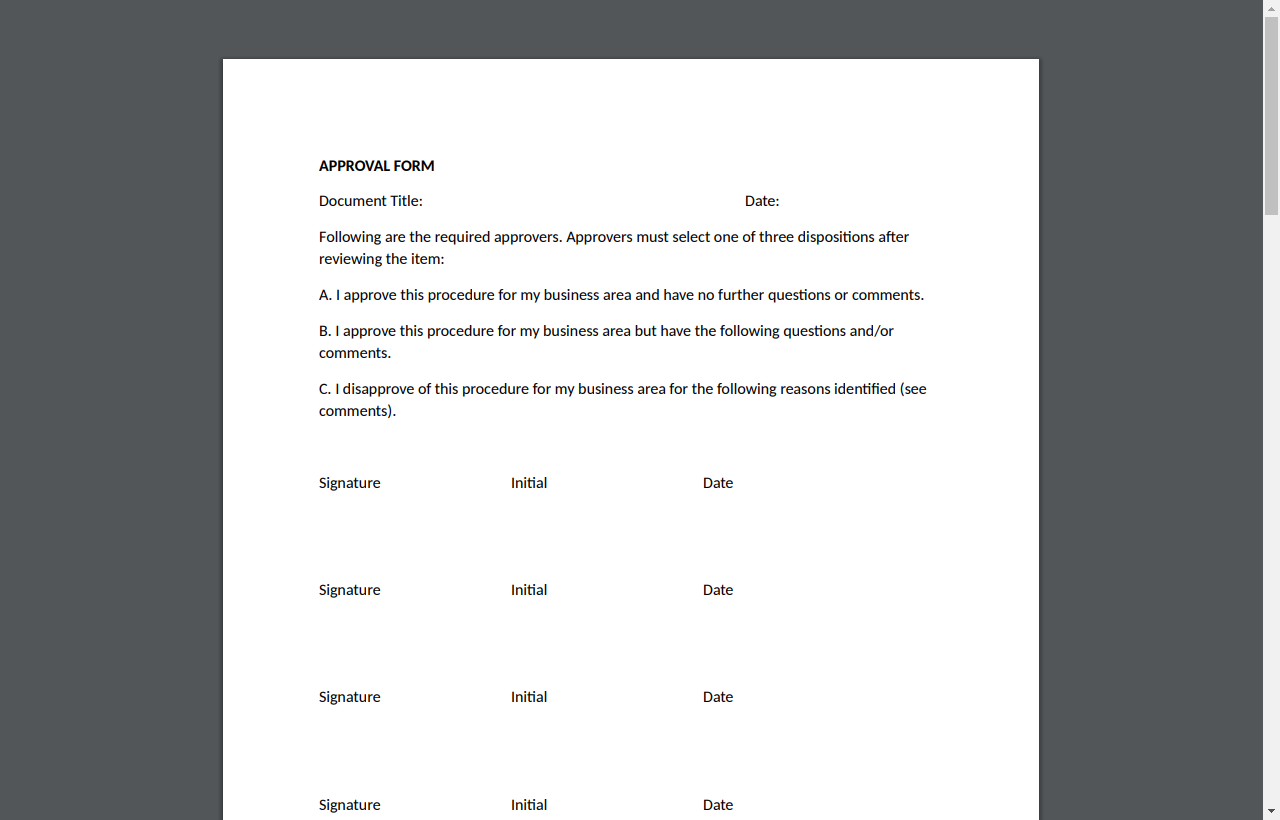 APPROVAL FORM
Document Title: Date:
Following are the required approvers. Approvers must select one of three dispositions after
reviewing the item:
A. I approve this procedure for my business area and have no further questions or comments.
B. I approve this procedure for my business area but have the following questions and/or
comments.
C. I disapprove of this procedure for my business area for the following reasons identified (see
comments).
Signature Initial Date
Signature Initial Date
Signature Initial Date
Signature Initial Date